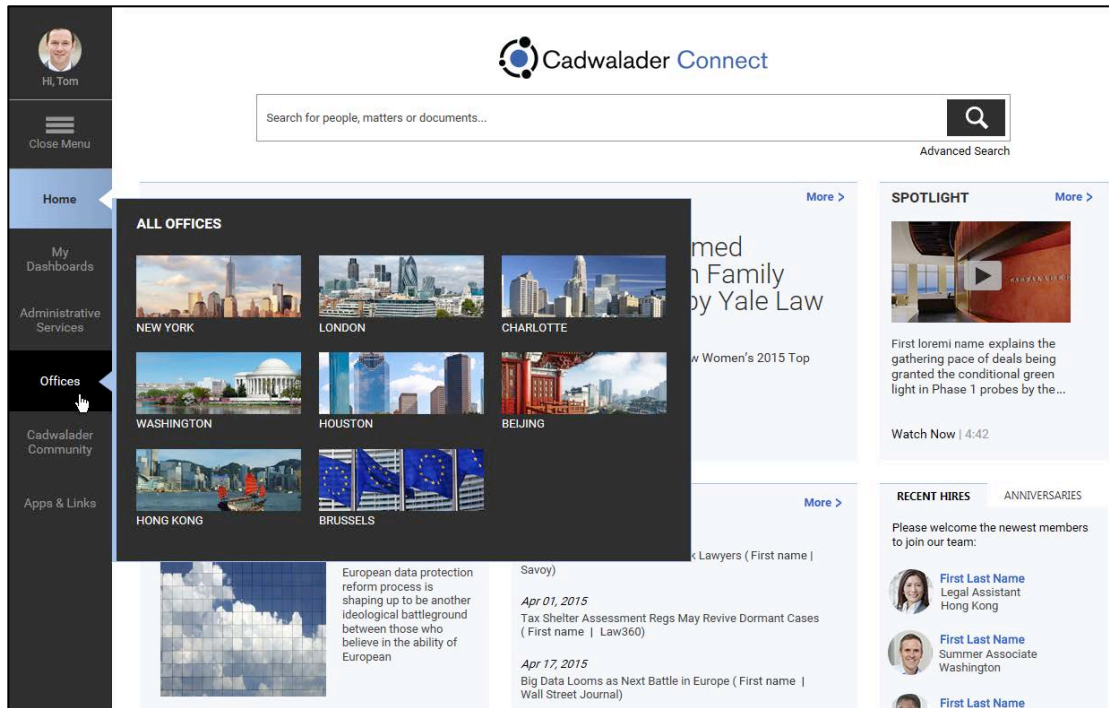 Hi, Tom
Close Menu
Home
My
Dashboards
Administrative
Services
Offices
Cadwalader
Community
Apps & Links
Cadwalader Connect
Search for people, matters or documents...
Advanced Search
More >
ALL OFFICES
NEW YORK
LONDON
CHARLOTTE
WASHINGTON
HOUSTON
BEIJING
HONG KONG
BRUSSELS
med
n Family
by Yale Law
w Women's 2015 Top
SPOTLIGHT
More >
First loremi name explains the
gathering pace of deals being
granted the conditional green
light in Phase 1 probes by the...
Watch Now | 4:42
European data protection
reform process is
shaping up to be another
ideological battleground
between those who
believe in the ability of
European
More >
k Lawyers ( First name |
Savoy)
Apr 01, 2015
Tax Shelter Assessment Regs May Revive Dormant Cases
( First name | Law360)
Apr 17, 2015
Big Data Looms as Next Battle in Europe ( First name |
Wall Street Journal)
RECENT HIRES
ANNIVERSARIES
Please welcome the newest members
to join our team:
First Last Name
Legal Assistant
Hong Kong
First Last Name
Summer Associate
Washington
First Last Name